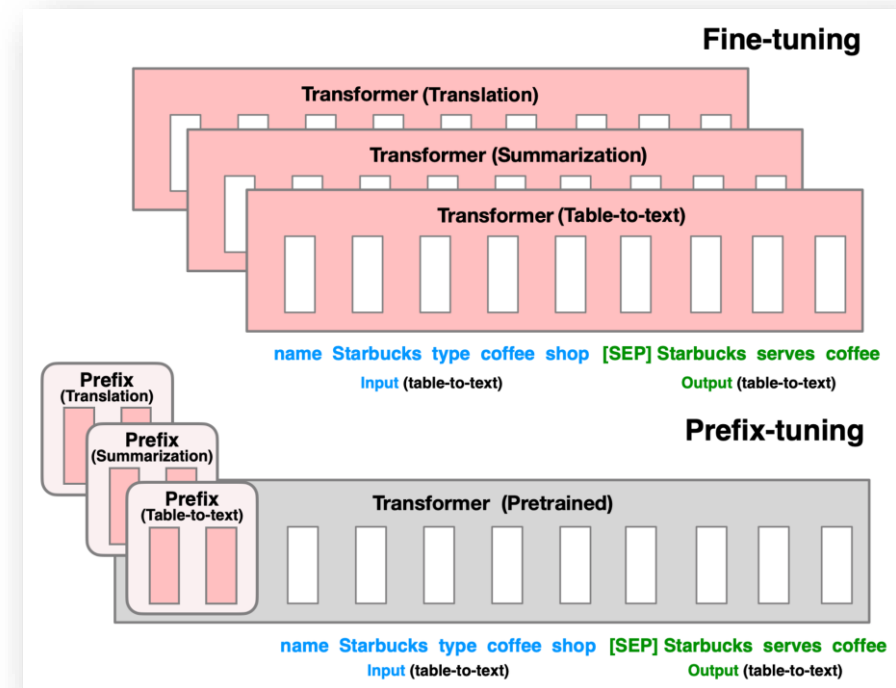 Fine-tuning
Transformer (Translation)
Transformer (Summarization)
Transformer (Table-to-text)
name Starbucks type coffee shop [SEP] Starbucks serves coffee
Input (table-to-text) Output (table-to-text)
Prefix-tuning
Prefix
(Translation)
Prefix
(Summarization)
Prefix
(Table-to-text)
Transformer (Pretrained)
name Starbucks type coffee shop [SEP] Starbucks serves coffee
Input (table-to-text) Output (table-to-text)